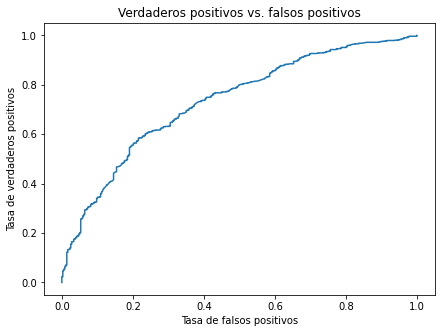 Verdaderos positivos vs. falsos positivos
1.0
0.8
0.6
0.4
0.2
0.0
Tasa de verdaderos positivos
0.0 0.2 0.4 0.6 0.8 1.0
Tasa de falsos positivos